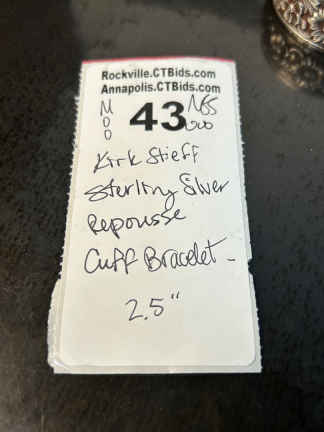 Rockville.CTBids.com
Annapolis.CTBids.com
43
Kirk Stieff
Sterling Silver
Repousse
Cuff Bracelet -
2.5"